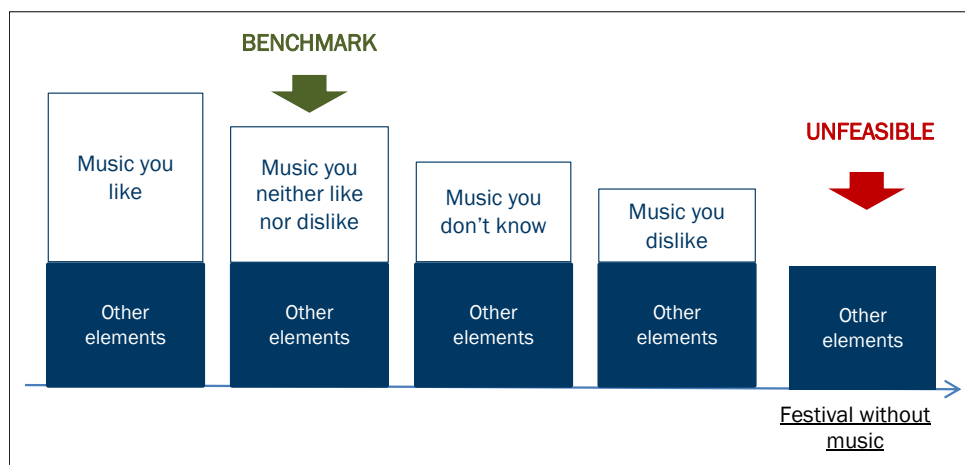 BENCHMARK
UNFEASIBLE
Music you
like
Music you
neither like
nor dislike
Music you
don't know
Music you
dislike
Other
elements
Other
elements
Other
elements
Other
elements
Other
elements
Festival without
music